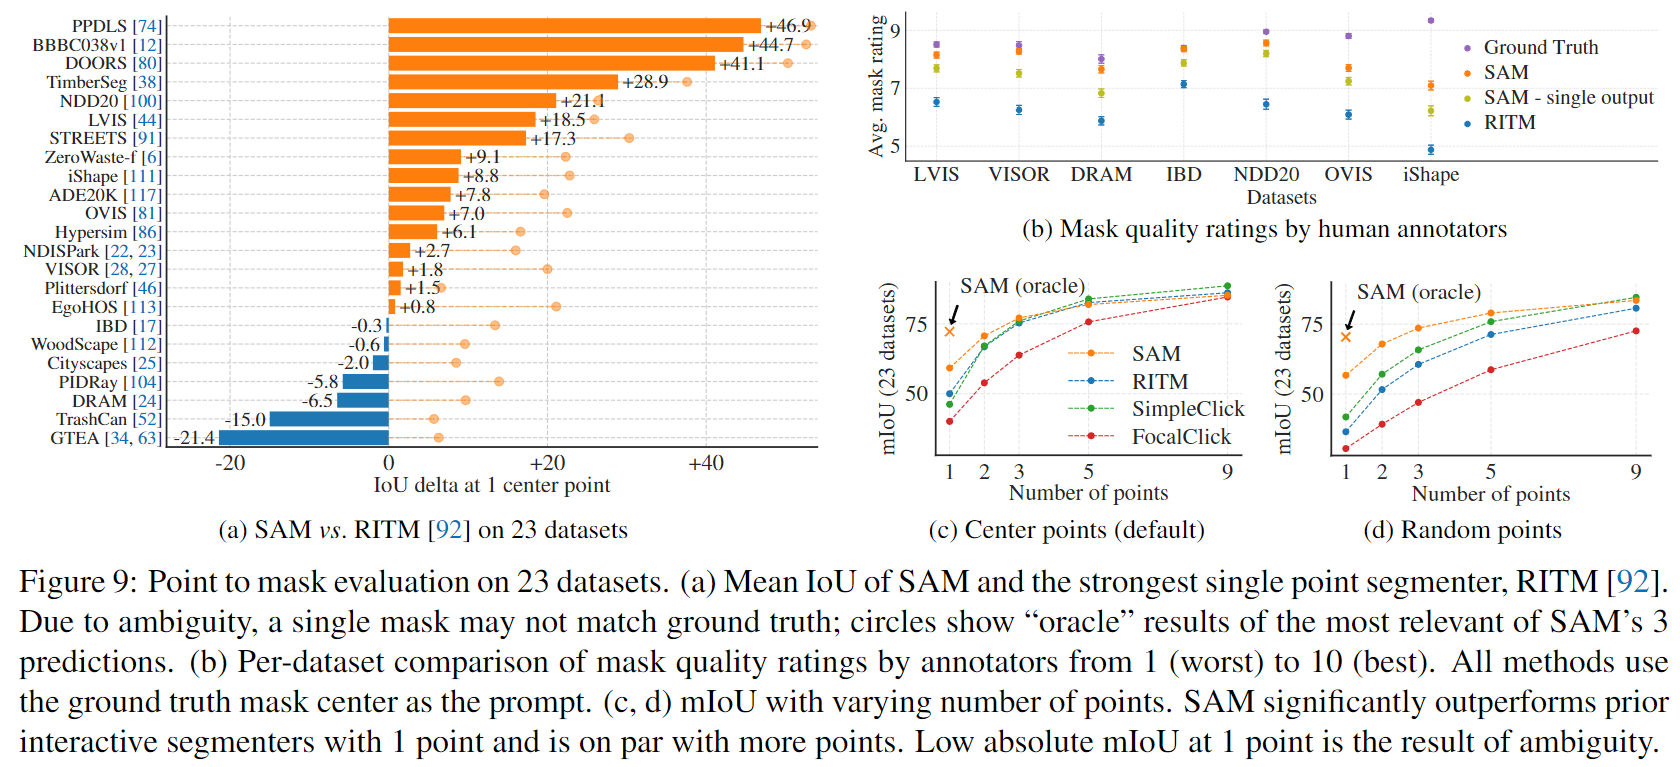 PPDLS [74]
BBBC038v1 [12]
DOORS [80]
TimberSeg [38]
NDD20 [100]
LVIS [44]
STREETS [91]
ZeroWaste-f [6]
iShape [111]
ADE20K [117]
OVIS [81]
Hypersim [86]
NDISPark [22, 23]
VISOR [28, 27]
Plittersdorf [46]
EgoHOS [113]
IBD [17]
WoodScape [112]
Cityscapes [25]
PIDRay [104]
DRAM [24]
TrashCan [52]
GTEA [34, 63]
+46.9
+44.7
+41.1
+28.9
+21.1
+18.5
+17.3
+9.1
+8.8
+7.8
+7.0
+6.1
+2.7
+1.8
+1.5
+0.8
-0.3
-0.6
-2.0
-5.8
-6.5
-15.0
-21.4
-20 0 +20 +40
IoU delta at 1 center point
(a) SAM vs. RITM [92] on 23 datasets
Avg. mask rating
9
7
5
Ground Truth
SAM
SAM - single output
RITM
LVIS VISOR DRAM IBD NDD20 OVIS iShape
Datasets
(b) Mask quality ratings by human annotators
mIoU (23 datasets)
75
50
SAM (oracle)
SAM
RITM
SimpleClick
FocalClick
1 2 3 5 9
Number of points
(c) Center points (default)
mIoU (23 datasets)
75
50
SAM (oracle)
1 2 3 5 9
Number of points
(d) Random points
Figure 9: Point to mask evaluation on 23 datasets. (a) Mean IoU of SAM and the strongest single point segmenter, RITM [92].
Due to ambiguity, a single mask may not match ground truth; circles show “oracle” results of the most relevant of SAM’s 3
predictions. (b) Per-dataset comparison of mask quality ratings by annotators from 1 (worst) to 10 (best). All methods use
the ground truth mask center as the prompt. (c, d) mIoU with varying number of points. SAM significantly outperforms prior
interactive segmenters with 1 point and is on par with more points. Low absolute mIoU at 1 point is the result of ambiguity.